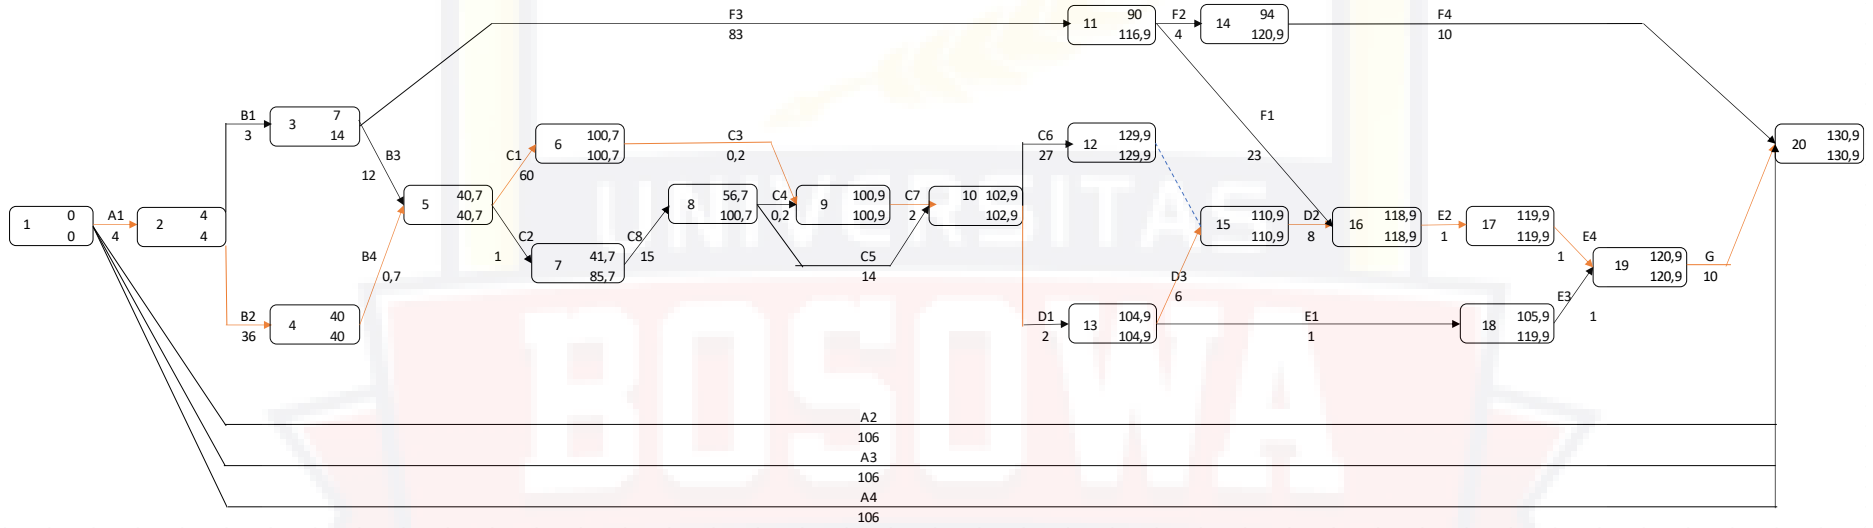 F3
83
11 90
116,9
F2
4
14 94
120,9
F4
10
B1
3
3 7
14
B3
12
C1
60
6 100,7
100,7
C3
0,2
C6
27
12 129,9
129,9
F1
23
20 130,9
130,9
1 0
0
A1
4
2 4
4
5 40,7
40,7
C2
1
7 41,7
85,7
C8
15
8 56,7
100,7
C4
0,2
9 100,9
100,9
C7
2
10 102,9
102,9
C5
14
15 110,9
110,9
D2
8
16 118,9
118,9
E2
1
17 119,9
119,9
E4
1
19 120,9
120,9
G
10
B4
0,7
B2
36
4 40
40
D1
2
13 104,9
104,9
D3
6
E1
1
18 105,9
119,9
E3
1
A2
106
A3
106
A4
106
UNIVERSITAS
BOSOWA